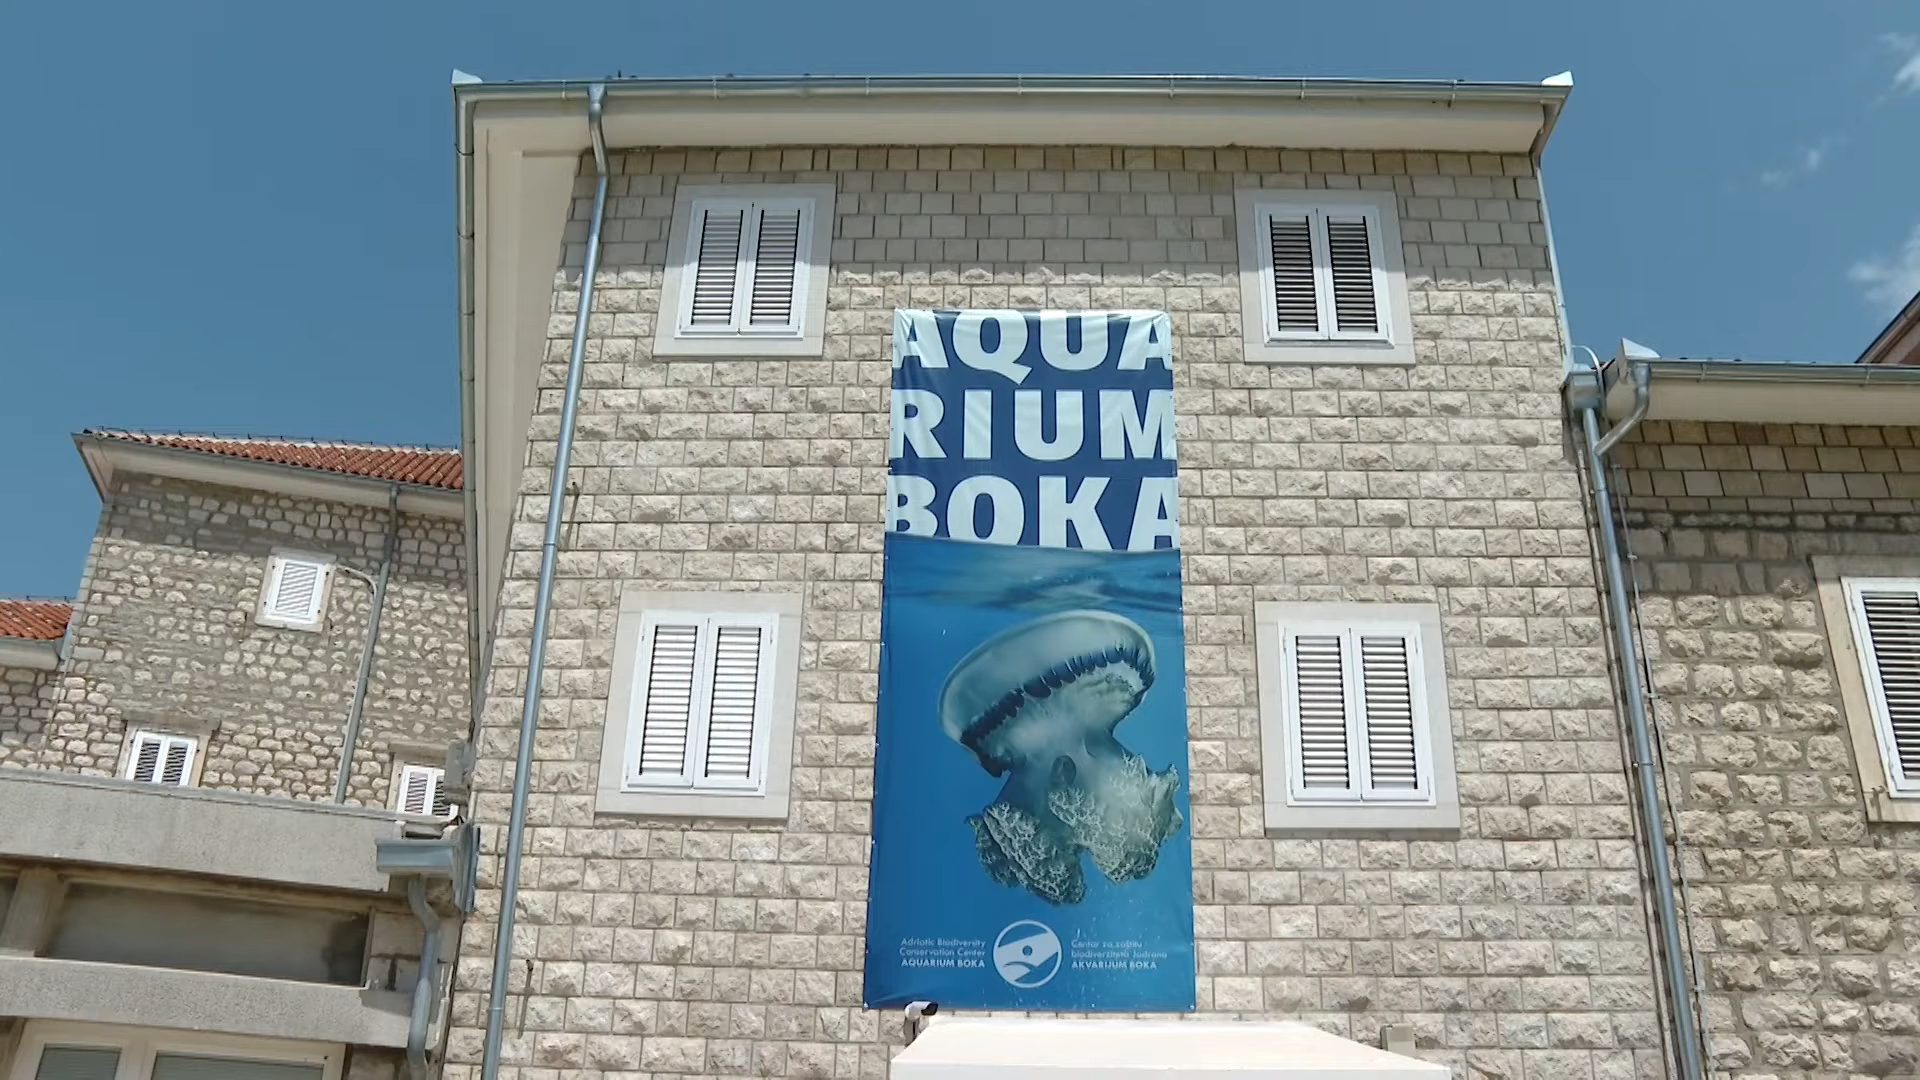 AQUA
RIUM
BOKA
Adriatic Biodiversity
Conservation Center
AQUARIUM BOKA
Centar za zaštitu
biodiverziteta Jadrana
AKVARIJUM BOKA